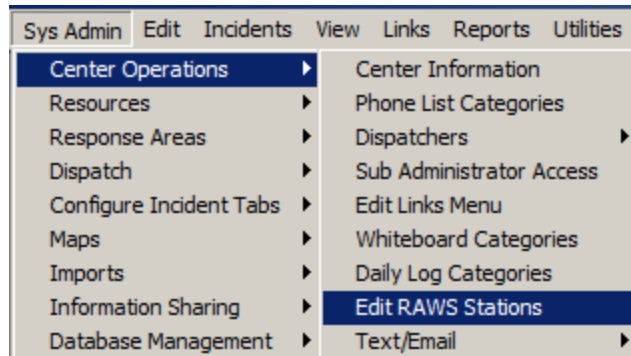 Sys Admin Edit Incidents View Links Reports Utilities
Center Operations
Resources
Response Areas
Dispatch
Configure Incident Tabs
Maps
Imports
Information Sharing
Database Management
Center Information
Phone List Categories
Dispatchers
Sub Administrator Access
Edit Links Menu
Whiteboard Categories
Daily Log Categories
Edit RAWS Stations
Text/Email